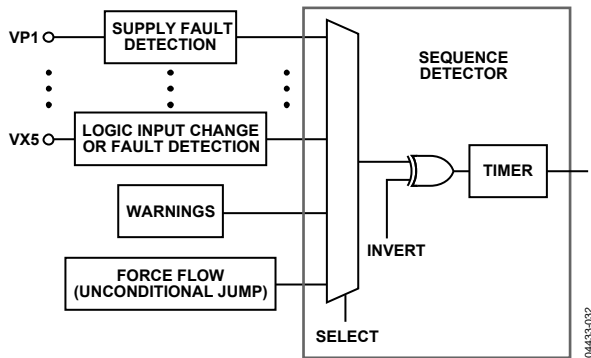 VP1
SUPPLY FAULT
DETECTION
SEQUENCE
DETECTOR
VX5
LOGIC INPUT CHANGE
OR FAULT DETECTION
TIMER
WARNINGS
INVERT
FORCE FLOW
(UNCONDITIONAL JUMP)
SELECT
04433-032